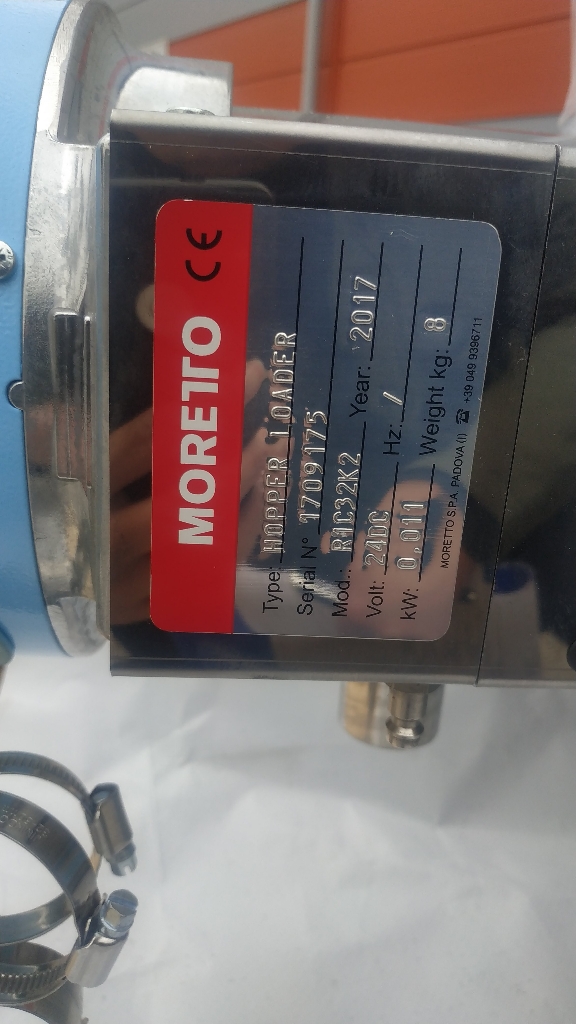 MORETTO CE
Type: HOPPER LOADER
Serial N° 1709175
Mod.: R1C32K2 Year: 2017
Volt: 24DC Hz: /
kW: 0,011 Weight kg: 8
MORETTO S.P.A. PADOVA (I) ☎ +39 049 9396711